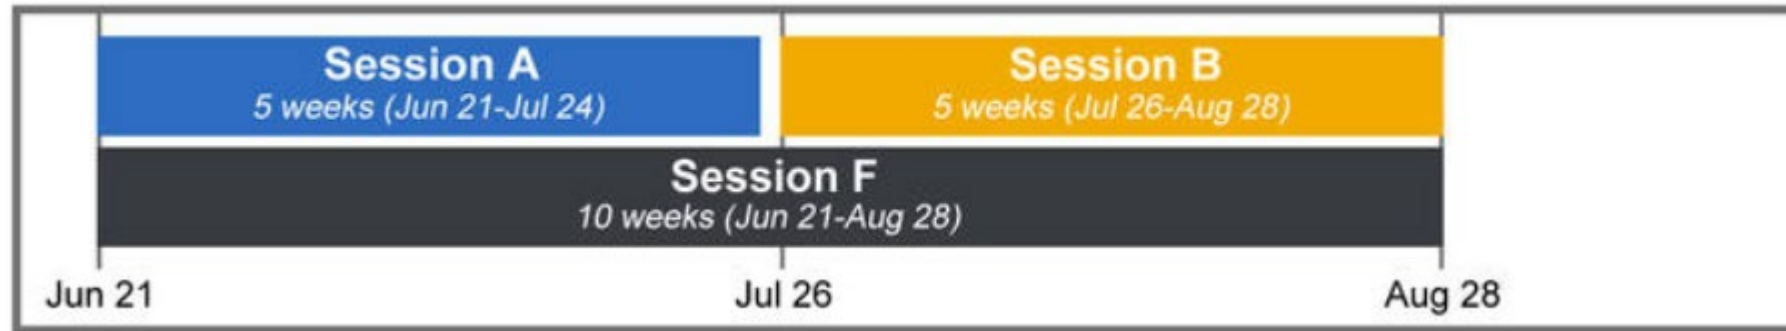 Session A
5 weeks (Jun 21-Jul 24)
Session B
5 weeks (Jul 26-Aug 28)
Session F
10 weeks (Jun 21-Aug 28)
Jun 21
Jul 26
Aug 28